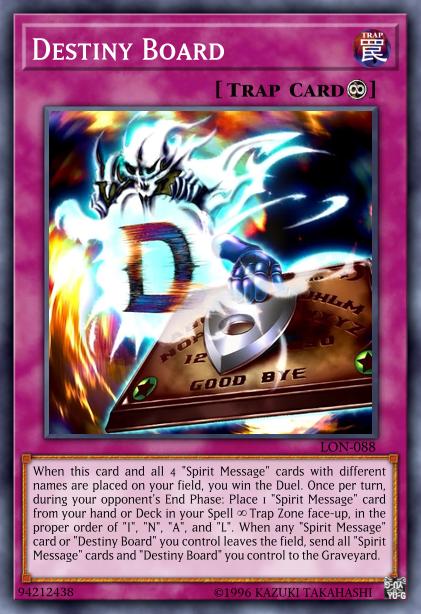 DESTINY BOARD
TRAP
罠
[TRAP CARD∞]
D
GOOD BYE
LON-088
When this card and all 4 "Spirit Message" cards with different
names are placed on your field, you win the Duel. Once per turn,
during your opponent's End Phase: Place 1 "Spirit Message" card
from your hand or Deck in your Spell ∞ Trap Zone face-up, in
the proper order of "I", "N", "A", and "L". When any "Spirit Message"
card or "Destiny Board" you control leaves the field, send all "Spirit
Message" cards and "Destiny Board" you control to the Graveyard.
94212438
©1996 KAZUKI TAKAHASHI